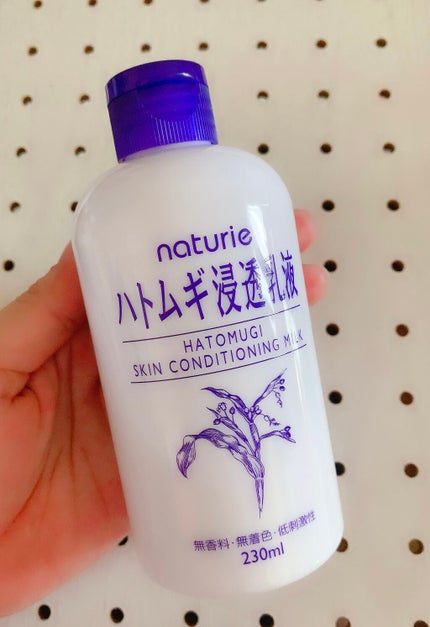 naturie
ハトムギ浸透乳液
HATOMUGI
SKIN CONDITIONING MILK
無香料・無着色・低刺激性
230ml